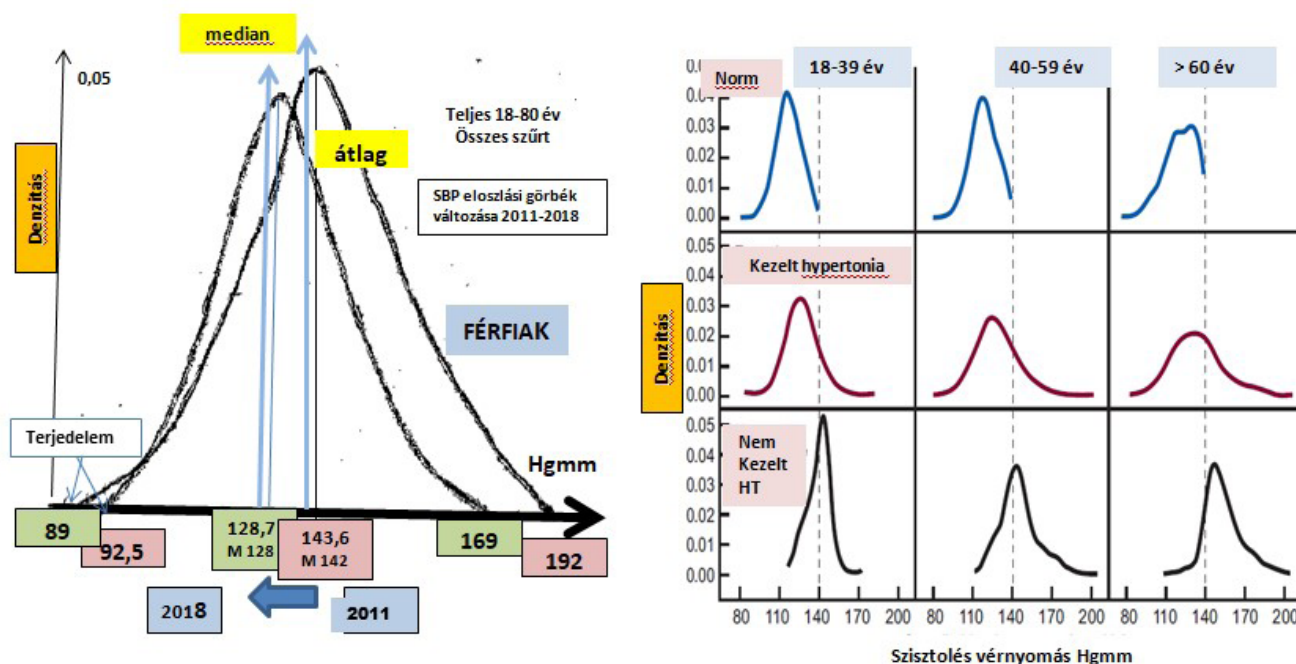 median
0,05
Teljes 18-80 év
Összes szűrt
átlag
SBP eloszlási görbék
változása 2011-2018
Denzitás
FÉRFIAK
Terjedelem
Hgmm
89
92,5
128,7
M 128
143,6
M 142
169
192
2018
2011
18-39 év
40-59 év
> 60 év
Norm
0.04
0.03
0.02
0.01
0.00
Kezelt hypertonia
0.05
0.04
0.03
0.02
0.01
0.00
Denzitás
Nem
Kezelt
HT
0.05
0.04
0.03
0.02
0.01
0.00
80 110 140 170 200 80 110 140 170 200 80 110 140 170 200
Szisztolés vérnyomás Hgmm